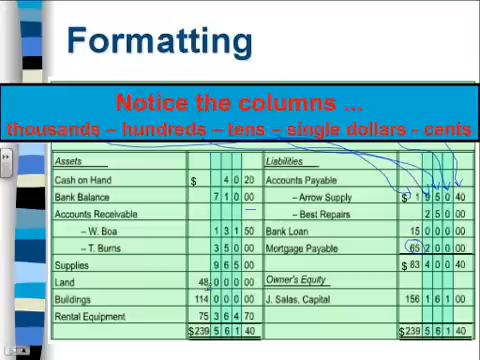 Formatting
Notice the columns ...
thousands – hundreds – tens – single dollars - cents
Assets Liabilities
Cash on Hand $ 4 0 20 Accounts Payable
Bank Balance 7 1 0 00 – Arrow Supply $ 1 9 5 0 40
Accounts Receivable – Best Repairs 2 5 0 00
– W. Boa 1 3 1 50 Bank Loan 15 0 0 0 00
– T. Burns 3 5 0 00 Mortgage Payable 65 2 0 0 00
Supplies 9 6 5 00 $ 83 4 0 0 40
Land 48 0 0 0 00 Owner's Equity
Buildings 114 0 0 0 00 J. Salas, Capital 156 1 6 1 00
Rental Equipment 75 3 6 4 70
$239 5 6 1 40 $239 5 6 1 40